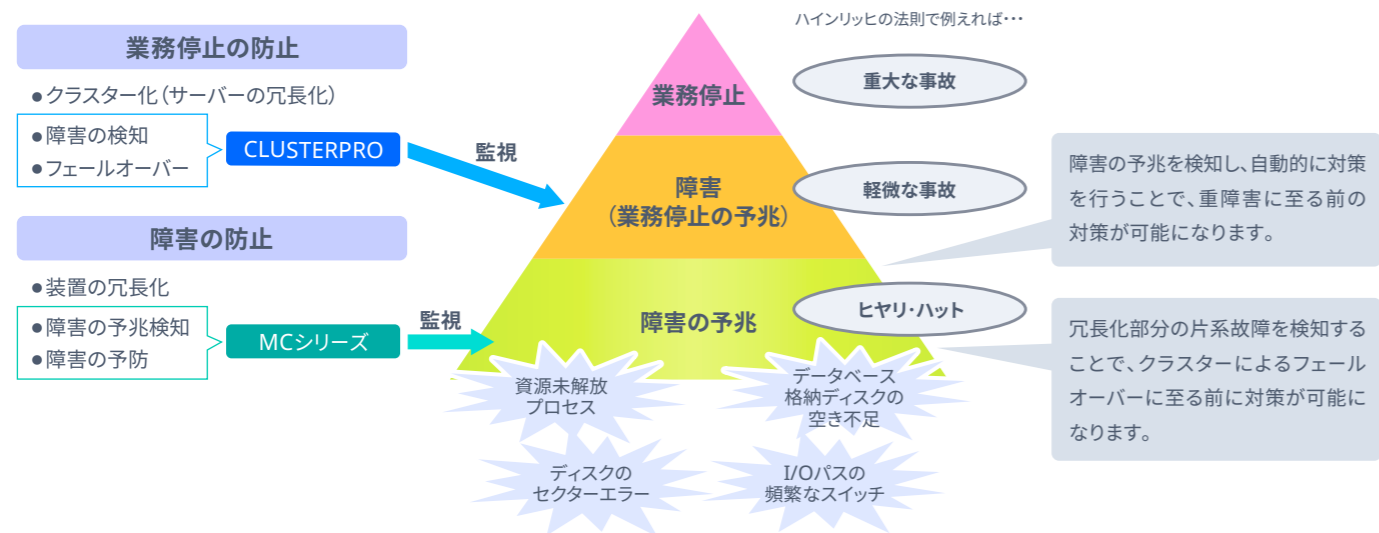 業務停止の防止
●クラスター化（サーバーの冗長化）
●障害の検知
●フェールオーバー
CLUSTERPRO
監視
障害の防止
●装置の冗長化
●障害の予兆検知
●障害の予防
MCシリーズ
監視
業務停止
障害
（業務停止の予兆）
障害の予兆
資源未解放
プロセス
データベース
格納ディスクの
空き不足
ディスクの
セクターエラー
I/Oパスの
頻繁なスイッチ
ハインリッヒの法則で例えれば･･･
重大な事故
軽微な事故
ヒヤリ･ハット
障害の予兆を検知し、自動的に対策
を行うことで、重障害に至る前の
対策が可能になります。
冗長化部分の片系故障を検知する
ことで、クラスターによるフェール
オーバーに至る前に対策が可能に
なります。